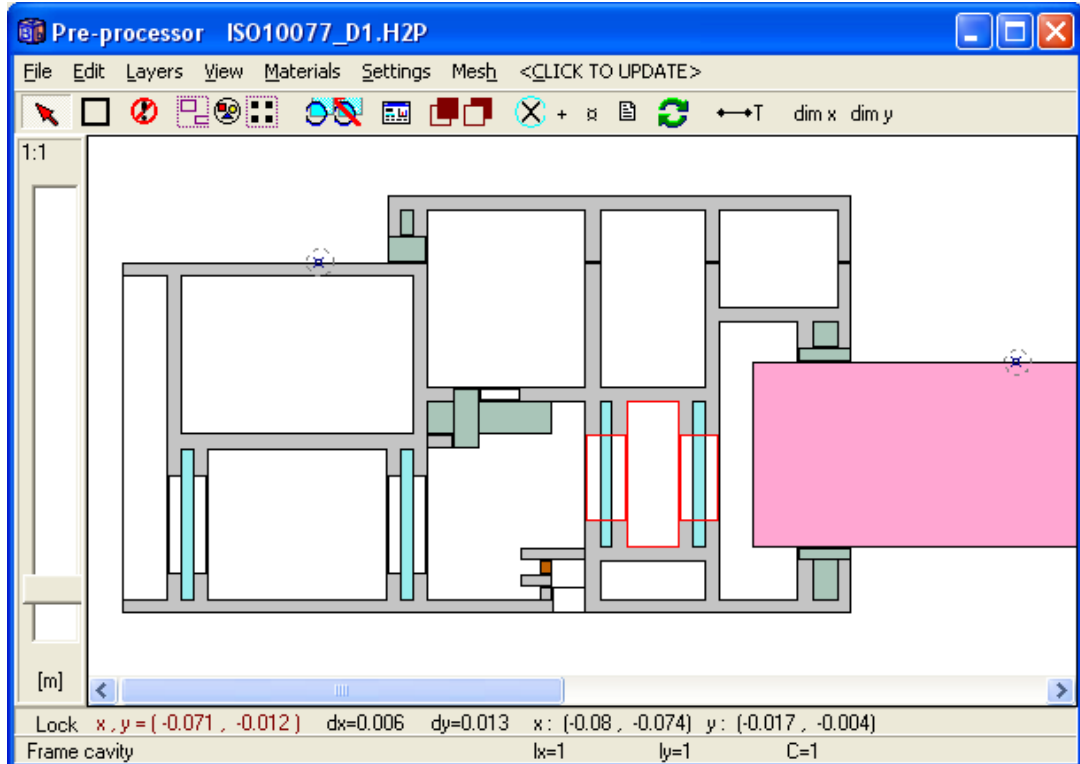 Pre-processor ISO10077_D1.H2P
File Edit Layers View Materials Settings Mesh <CLICK TO UPDATE>
T dim x dim y
1:1
[m]
Lock x , y = ( -0.071 , -0.012 ) dx=0.006 dy=0.013 x : (-0.08 , -0.074) y : (-0.017 , -0.004)
Frame cavity Ix=1 Iy=1 C=1